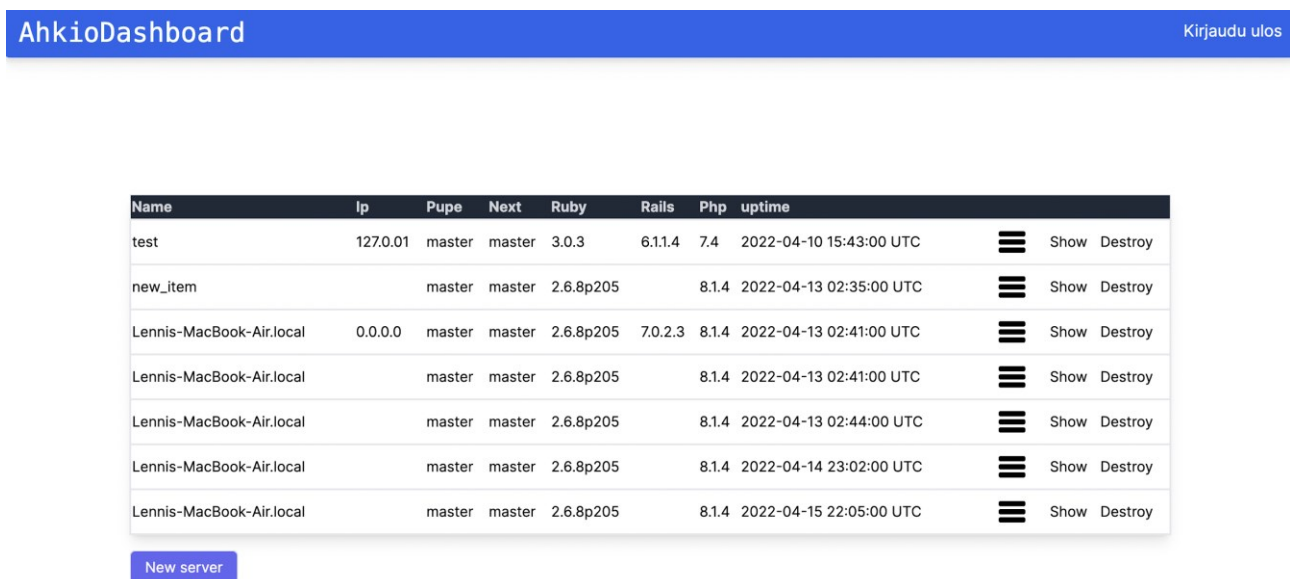 AhkioDashboard Kirjaudu ulos
Name Ip Pupe Next Ruby Rails Php uptime
test 127.0.01 master master 3.0.3 6.1.1.4 7.4 2022-04-10 15:43:00 UTC Show Destroy
new_item master master 2.6.8p205 8.1.4 2022-04-13 02:35:00 UTC Show Destroy
Lennis-MacBook-Air.local 0.0.0.0 master master 2.6.8p205 7.0.2.3 8.1.4 2022-04-13 02:41:00 UTC Show Destroy
Lennis-MacBook-Air.local master master 2.6.8p205 8.1.4 2022-04-13 02:41:00 UTC Show Destroy
Lennis-MacBook-Air.local master master 2.6.8p205 8.1.4 2022-04-13 02:44:00 UTC Show Destroy
Lennis-MacBook-Air.local master master 2.6.8p205 8.1.4 2022-04-14 23:02:00 UTC Show Destroy
Lennis-MacBook-Air.local master master 2.6.8p205 8.1.4 2022-04-15 22:05:00 UTC Show Destroy
New server